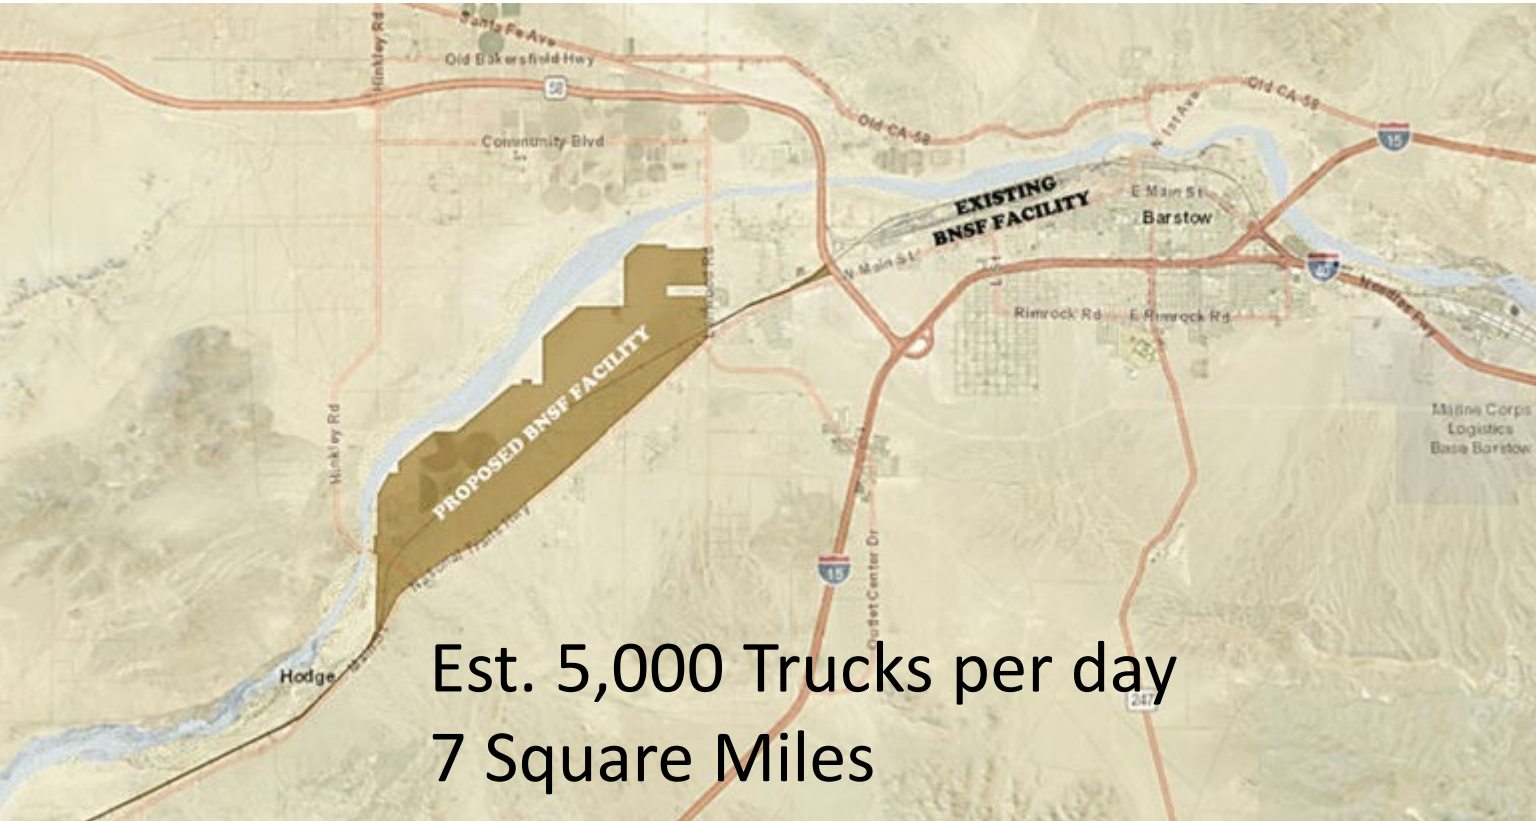 Santa Fe Ave
Hinkley Rd
Old Bakersfield Hwy
58
Old CA-58
N 1st Ave
Old CA-58
15
Community Blvd
EXISTING
BNSF FACILITY
E Main St
Barstow
N Main St
40
Needles Fwy
Rimrock Rd
E Rimrock Rd
PROPOSED BNSF FACILITY
Hinkley Rd
Marine Corps
Logistics
Base Barstow
National Trails Hwy
15
Outlet Center Dr
Hodge
Est. 5,000 Trucks per day
247
7 Square Miles